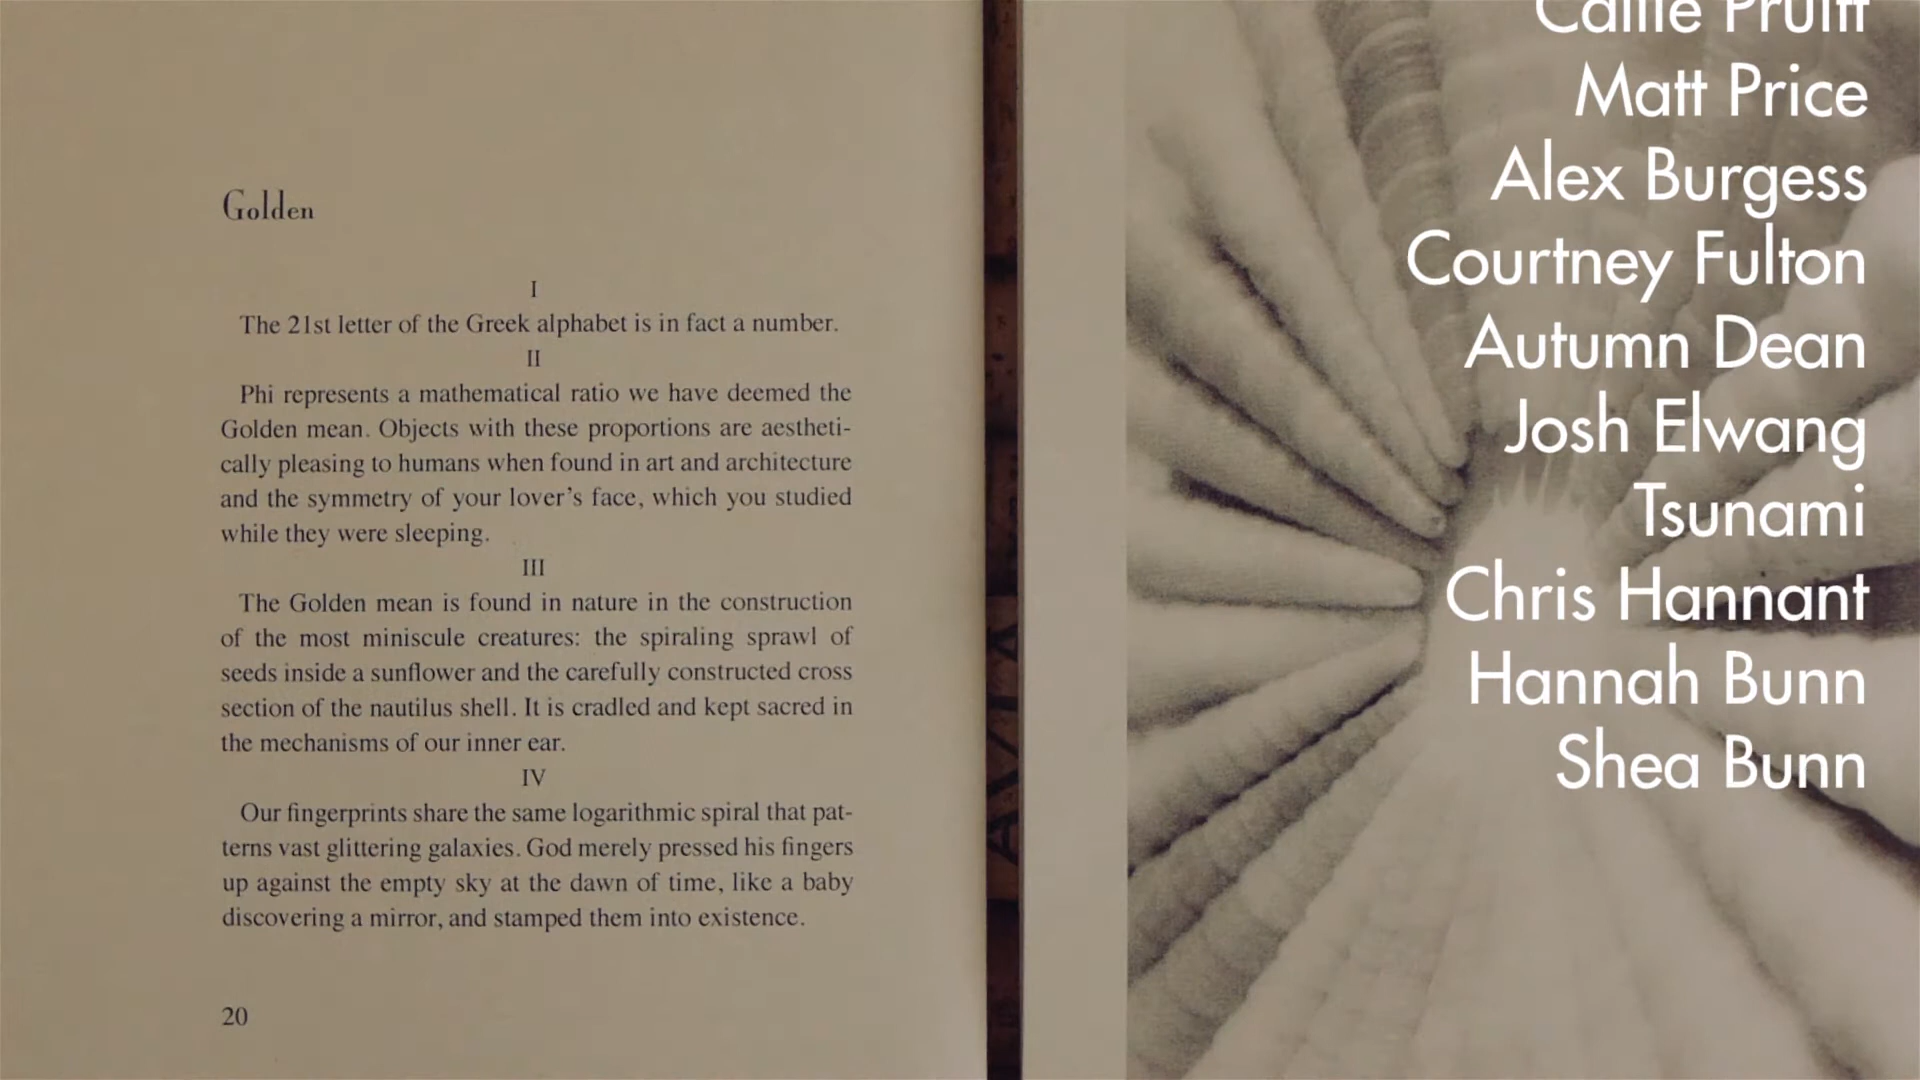 Golden
I
The 21st letter of the Greek alphabet is in fact a number.
II
Phi represents a mathematical ratio we have deemed the
Golden mean. Objects with these proportions are aestheti-
cally pleasing to humans when found in art and architecture
and the symmetry of your lover's face, which you studied
while they were sleeping.
III
The Golden mean is found in nature in the construction
of the most miniscule creatures: the spiraling sprawl of
seeds inside a sunflower and the carefully constructed cross
section of the nautilus shell. It is cradled and kept sacred in
the mechanisms of our inner ear.
IV
Our fingerprints share the same logarithmic spiral that pat-
terns vast glittering galaxies. God merely pressed his fingers
up against the empty sky at the dawn of time, like a baby
discovering a mirror, and stamped them into existence.
20
Callie Pruitt
Matt Price
Alex Burgess
Courtney Fulton
Autumn Dean
Josh Elwang
Tsunami
Chris Hannant
Hannah Bunn
Shea Bunn